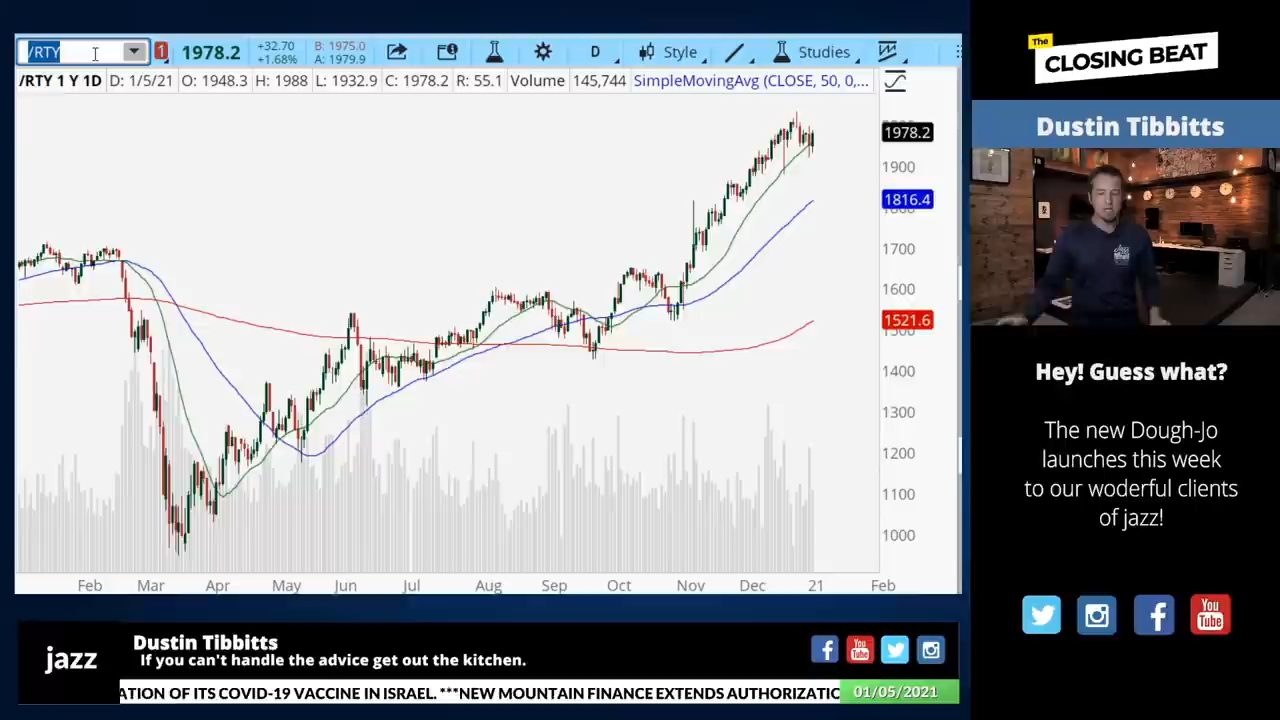 /RTY
1
1978.2
+32.70
+1.68%
B: 1975.0
A: 1979.9
D
Style
Studies
/RTY 1 Y 1D
D: 1/5/21
O: 1948.3
H: 1988
L: 1932.9
C: 1978.2
R: 55.1
Volume
145,744
SimpleMovingAvg (CLOSE, 50, 0,...
1978.2
1900
1816.4
1700
1600
1521.6
1400
1300
1200
1100
1000
Feb
Mar
Apr
May
Jun
Jul
Aug
Sep
Oct
Nov
Dec
21
Feb
The
CLOSING BEAT
Dustin Tibbitts
Hey! Guess what?
The new Dough-Jo
launches this week
to our woderful clients
of jazz!
You
Tube
jazz
Dustin Tibbitts
If you can't handle the advice get out the kitchen.
You
Tube
ATION OF ITS COVID-19 VACCINE IN ISRAEL. ***NEW MOUNTAIN FINANCE EXTENDS AUTHORIZATIC
01/05/2021